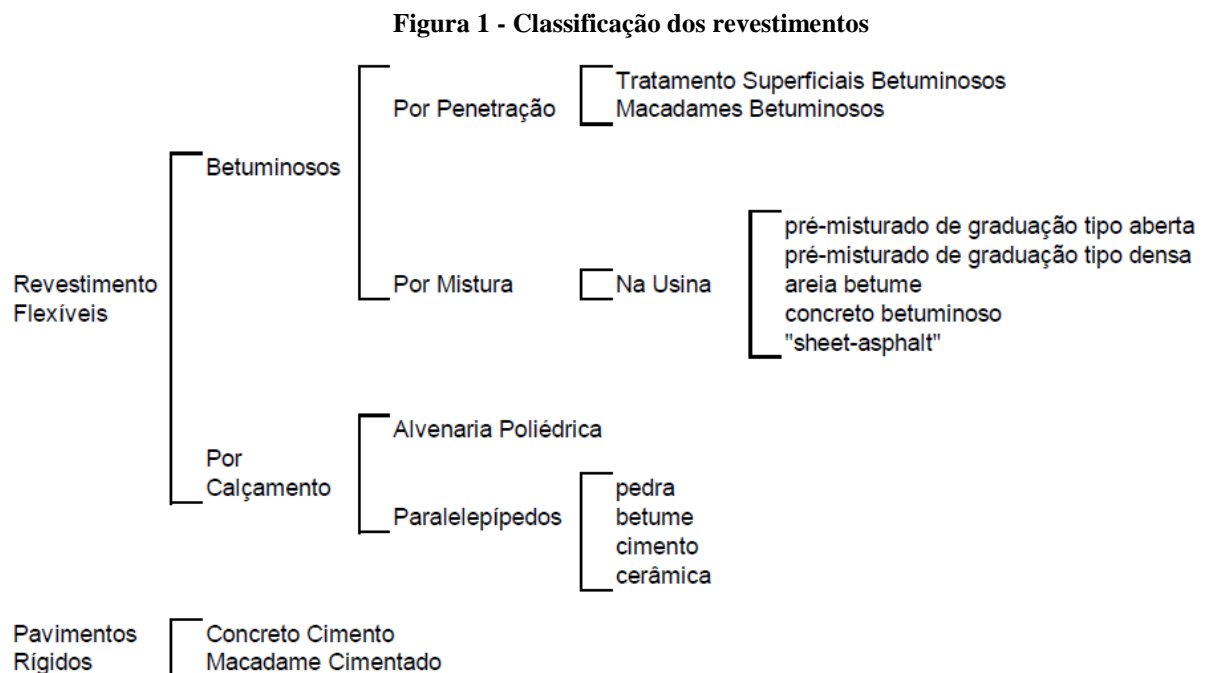 Figura 1 - Classificação dos revestimentos
Tratamento Superficiais Betuminosos
Por Penetração
Macadames Betuminosos
Betuminosos
pré-misturado de graduação tipo aberta
pré-misturado de graduação tipo densa
Revestimento
Flexíveis
Por Mistura
Na Usina
areia betume
concreto betuminoso
"sheet-asphalt"
Alvenaria Poliédrica
Por
Calçamento
pedra
Paralelepípedos
betume
cimento
cerâmica
Pavimentos
Rígidos
Concreto Cimento
Macadame Cimentado